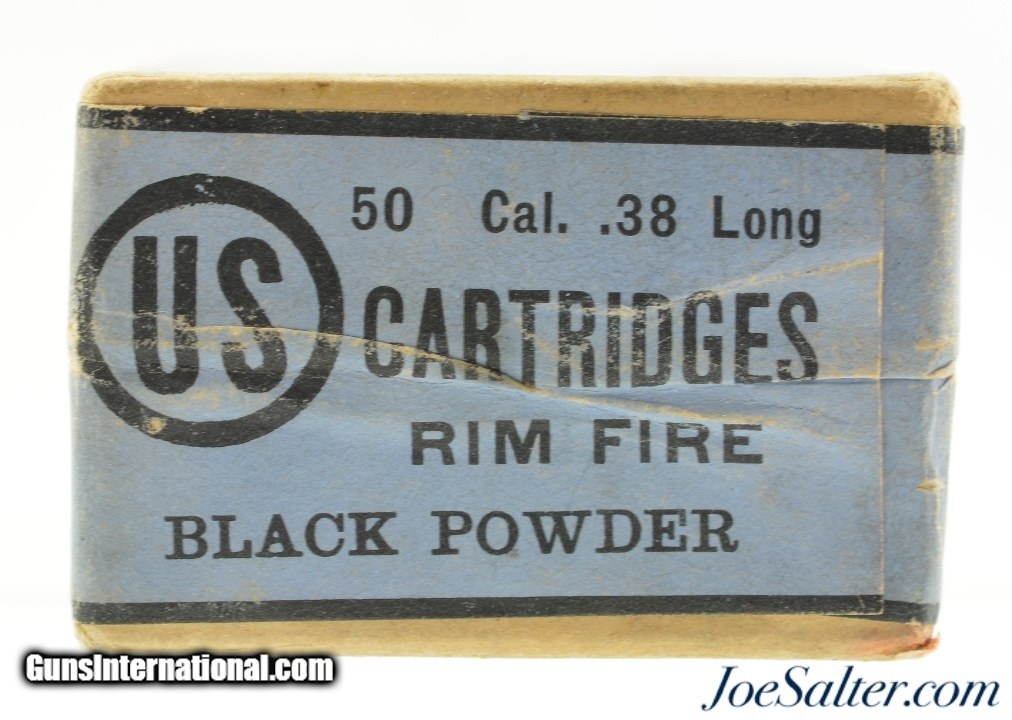 50 Cal. .38 Long
US
CARTRIDGES
RIM FIRE
BLACK POWDER
GunsInternational.com
JoeSalter.com